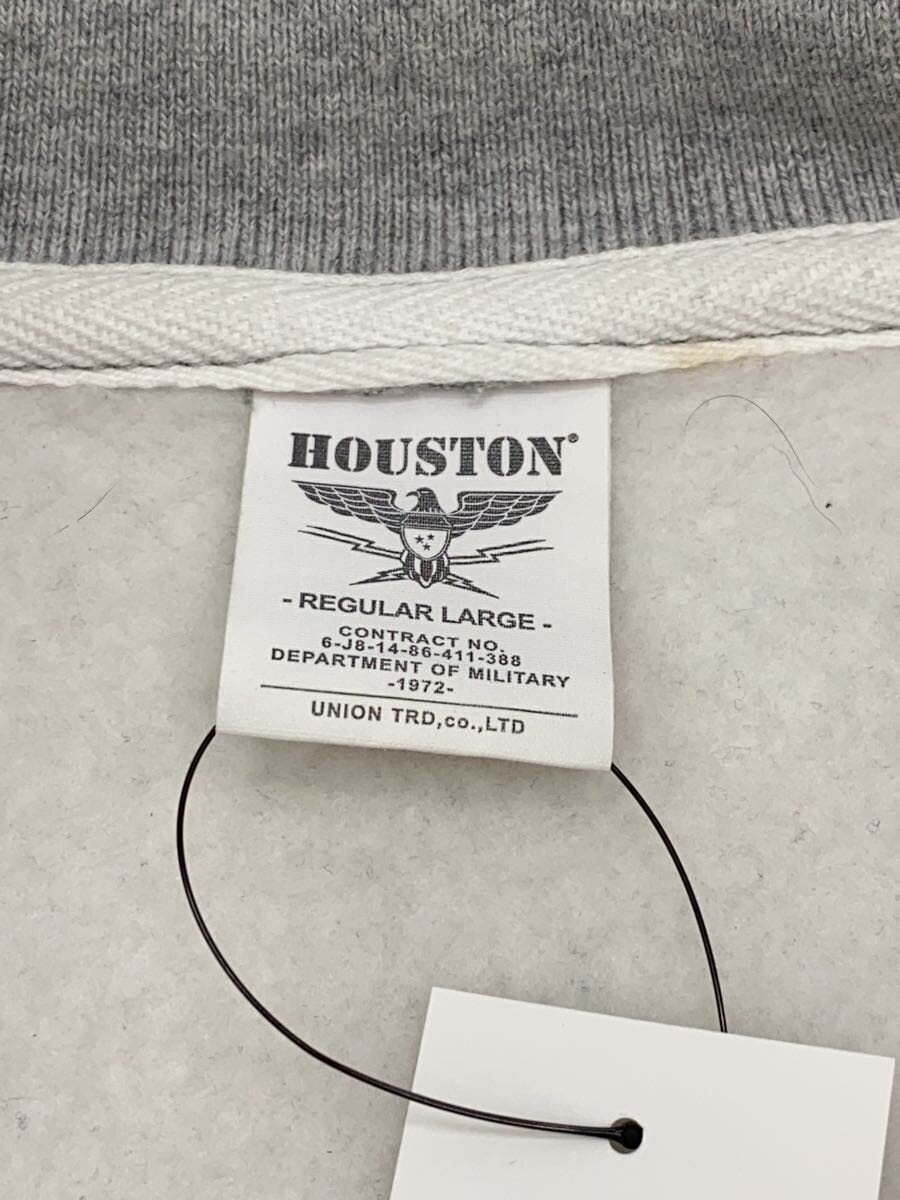 HOUSTON®
- REGULAR LARGE -
CONTRACT NO.
6-J8-14-86-411-388
DEPARTMENT OF MILITARY
-1972-
UNION TRD,co.,LTD